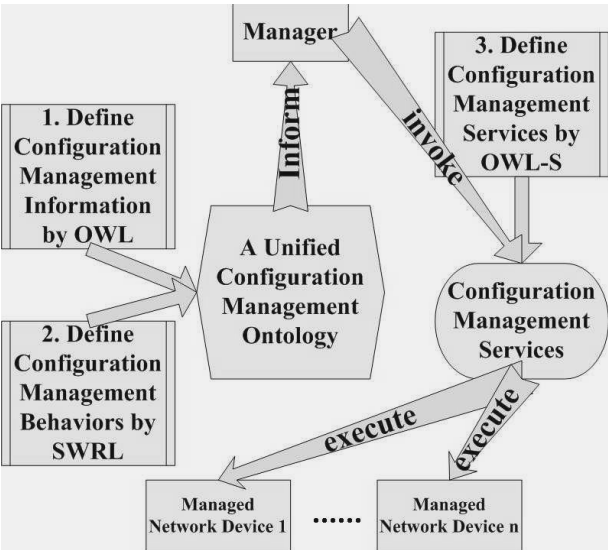 Manager
3. Define
Configuration
Management
Services by
OWL-S
1. Define
Configuration
Management
Information
by OWL
Inform
invoke
A Unified
Configuration
Management
Ontology
Configuration
Management
Services
2. Define
Configuration
Management
Behaviors by
SWRL
execute
execute
Managed
Network Device 1
......
Managed
Network Device n